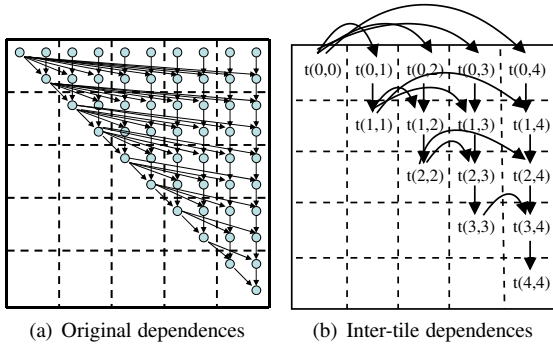 t(0,0) t(0,1) t(0,2) t(0,3) t(0,4)
t(1,1) t(1,2) t(1,3) t(1,4)
t(2,2) t(2,3) t(2,4)
t(3,3) t(3,4)
t(4,4)
(a) Original dependences (b) Inter-tile dependences